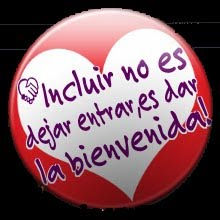 Incluir no es
dejar entrar,es dar
la bienvenida!